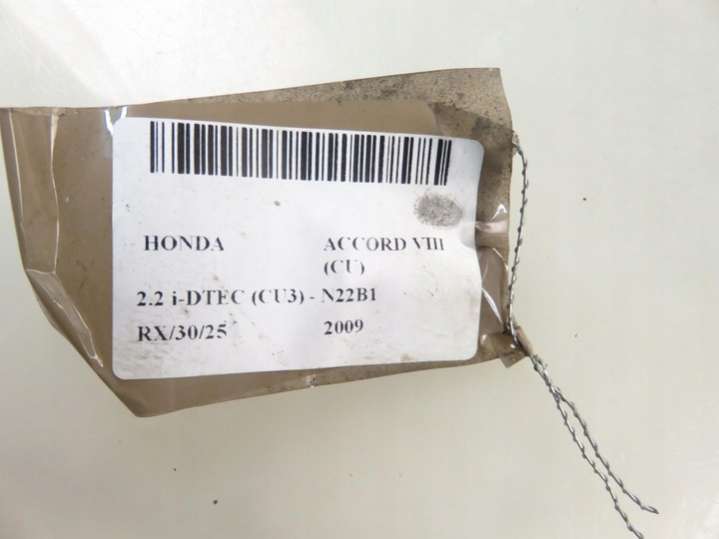 HONDA ACCORD VIII
(CU)
2.2 i-DTEC (CU3) - N22B1
RX/30/25 2009